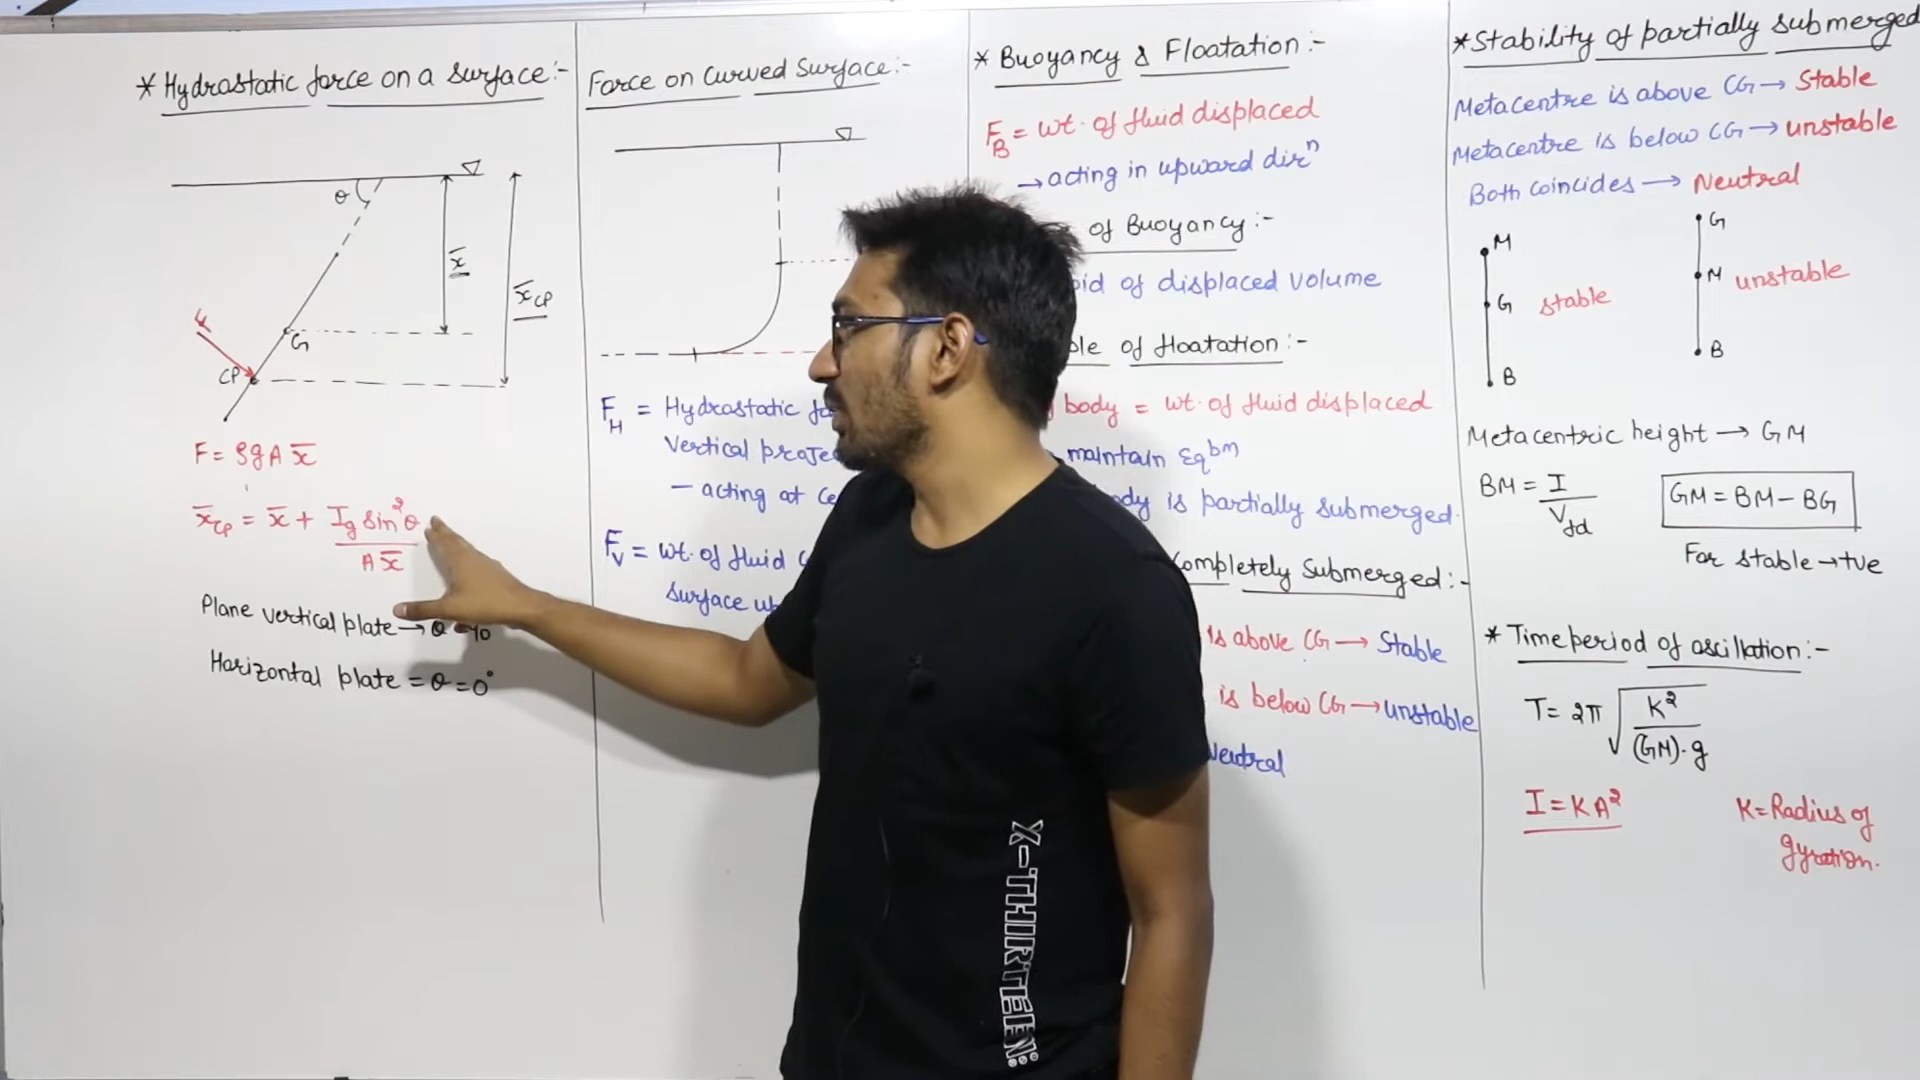 * Hydrostatic force on a surface:-
θ
x̄
x̄CP
G
CP
F = ρgAx̄
x̄cp = x̄ + Ig sin²θ
Ax̄
Plane vertical plate → θ = 90
Horizontal plate = θ = 0°
Force on Curved Surface:-
FH = Hydrostatic
Vertical
- acting at
FV = wt. of fluid
surface
* Buoyancy & Floatation:-
FB = wt. of fluid displaced
→ acting in upward dirⁿ
of Buoyancy:-
of displaced volume
of floatation:-
body = wt. of fluid displaced
maintain Eqbm
is partially submerged.
Completely Submerged:-
is above CG → Stable
is below CG → unstable
Neutral
* Stability of partially submerged
Metacentre is above CG → Stable
Metacentre is below CG → unstable
Both coincides → Neutral
M
G
B
stable
G
M
B
unstable
Metacentric height → GM
BM = I
Vfd
GM = BM - BG
For stable → +ve
* Time period of oscillation:-
T = 2π √ K²
(GM).g
I = KA²
K = Radius of
gyration.
X-THIRTEEN